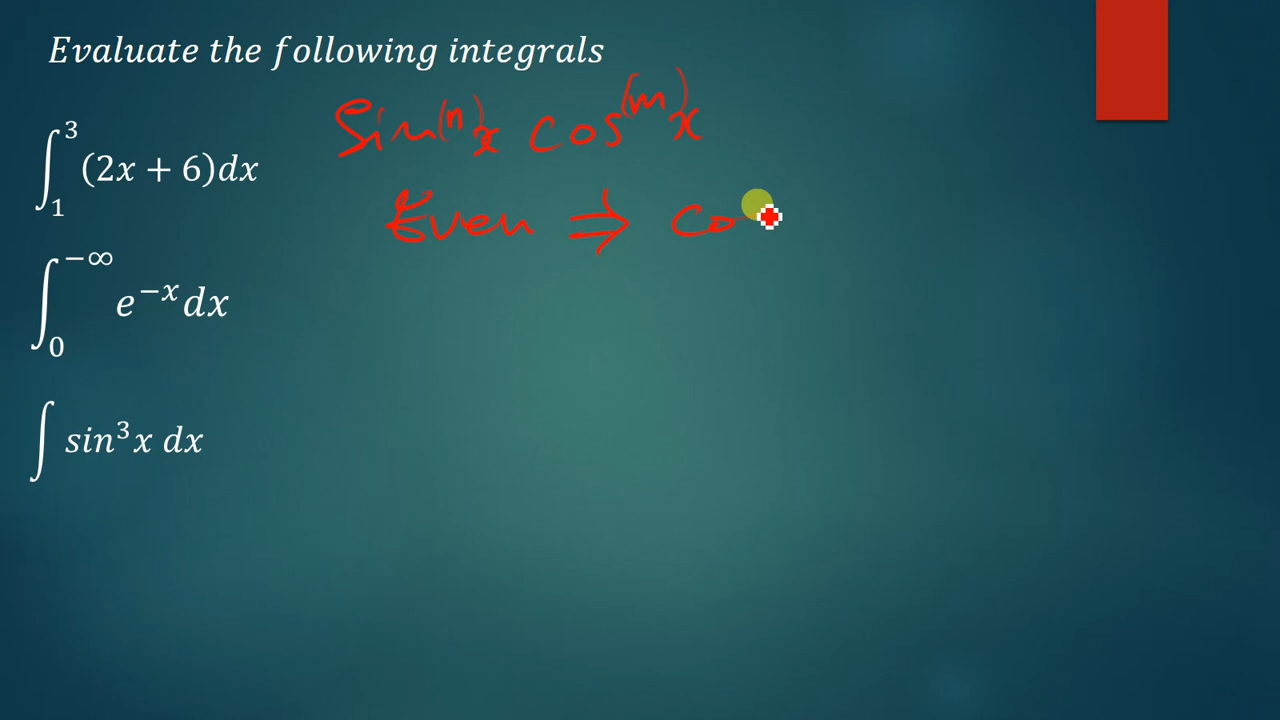 Evaluate the following integrals
Sin⁽ⁿ⁾x cos⁽ᵐ⁾x
∫₁³ (2x + 6)dx
Even ⇒ Co
∫₀^−∞ e^−x dx
∫ sin³x dx